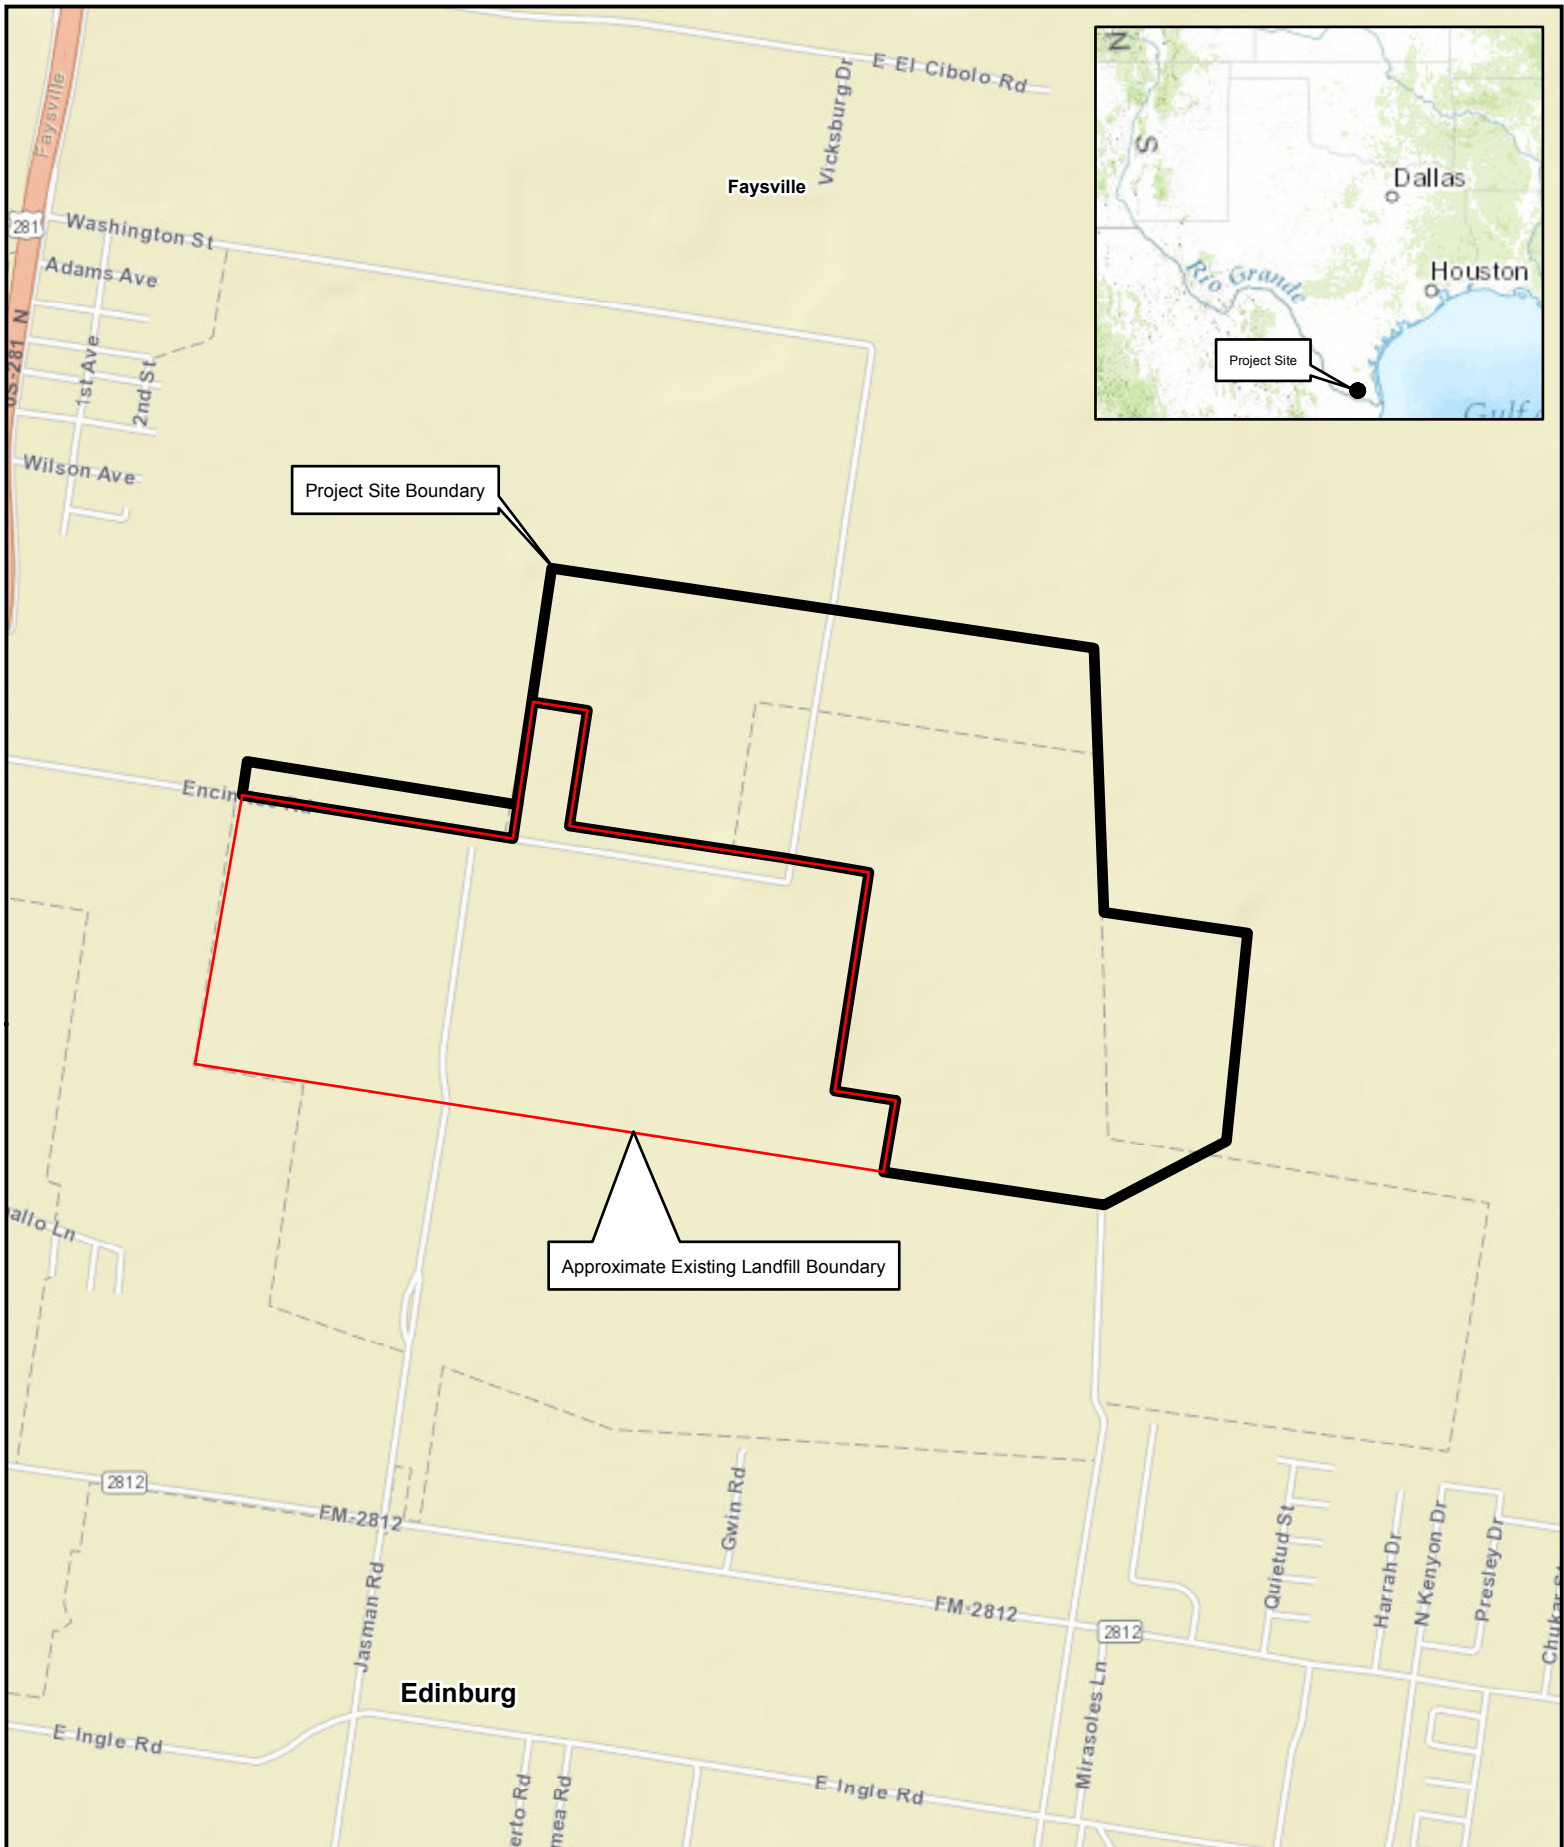 E El Cibolo Rd
Vicksburg Dr
Faysville
Faysville
281
Washington St
Adams Ave
US-281 N
1st Ave
2nd St
Wilson Ave
N
S
Dallas
Houston
Rio Grande
Project Site
Gulf
Project Site Boundary
Approximate Existing Landfill Boundary
allo Ln
2812
FM-2812
Gwin Rd
FM-2812
2812
Quietud St
Harrah Dr
N Kenyon Dr
Presley Dr
Jasman Rd
Mirasoles Ln
Edinburg
E Ingle Rd
E Ingle Rd
erto Rd
mea Rd